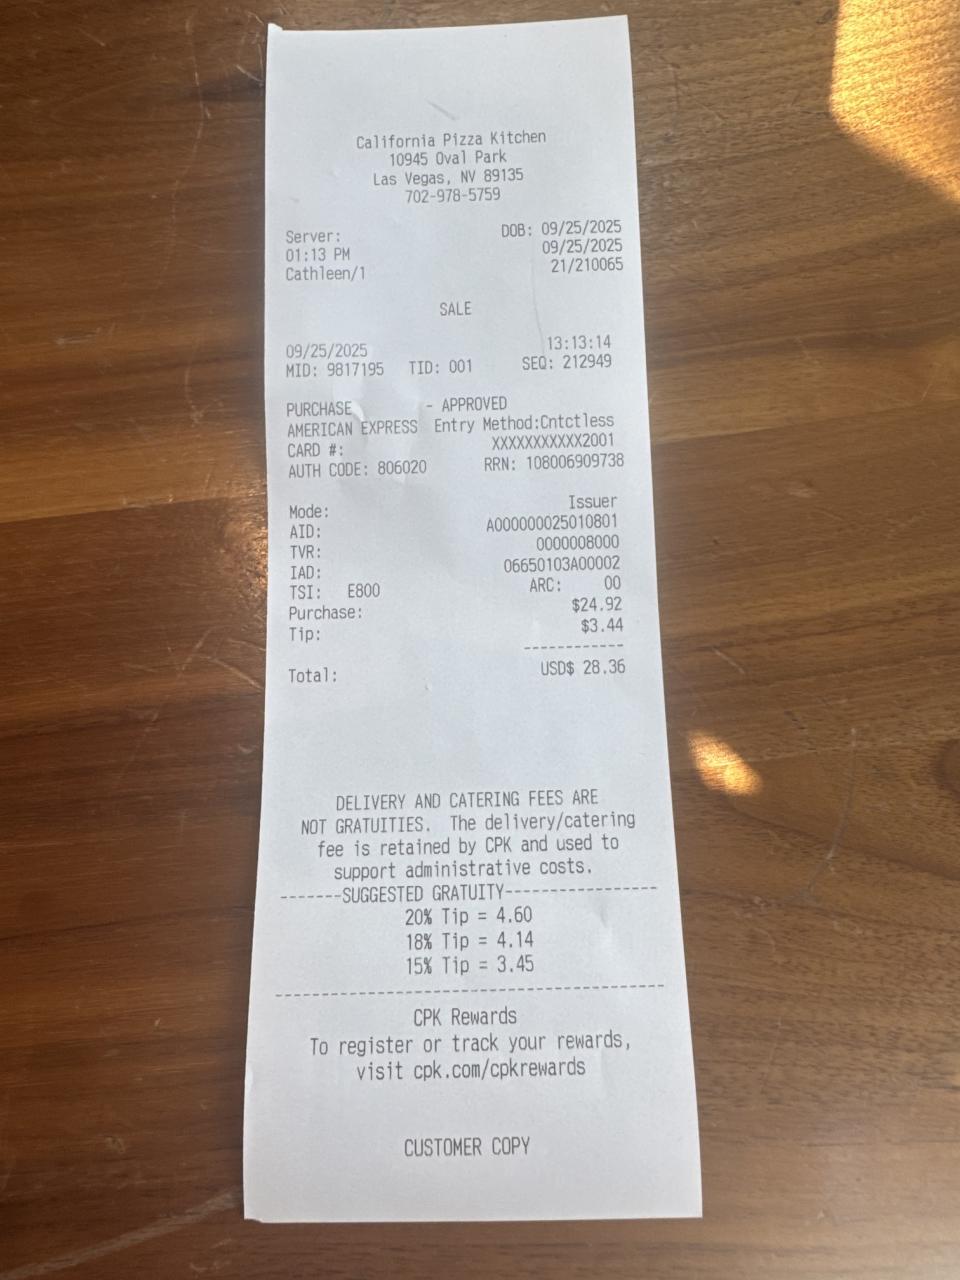 California Pizza Kitchen
10945 Oval Park
Las Vegas, NV 89135
702-978-5759
Server: DOB: 09/25/2025
01:13 PM 09/25/2025
Cathleen/1 21/210065
SALE
09/25/2025 13:13:14
MID: 9817195 TID: 001 SEQ: 212949
PURCHASE - APPROVED
AMERICAN EXPRESS Entry Method:Cntctless
CARD #: XXXXXXXXXXX2001
AUTH CODE: 806020 RRN: 108006909738
Mode: Issuer
AID: A000000025010801
TVR: 0000008000
IAD: 06650103A00002
TSI: E800 ARC: 00
Purchase: $24.92
Tip: $3.44
------------
Total: USD$ 28.36
DELIVERY AND CATERING FEES ARE
NOT GRATUITIES. The delivery/catering
fee is retained by CPK and used to
support administrative costs.
-------SUGGESTED GRATUITY-----------------
20% Tip = 4.60
18% Tip = 4.14
15% Tip = 3.45
------------------------------------------
CPK Rewards
To register or track your rewards,
visit cpk.com/cpkrewards
CUSTOMER COPY